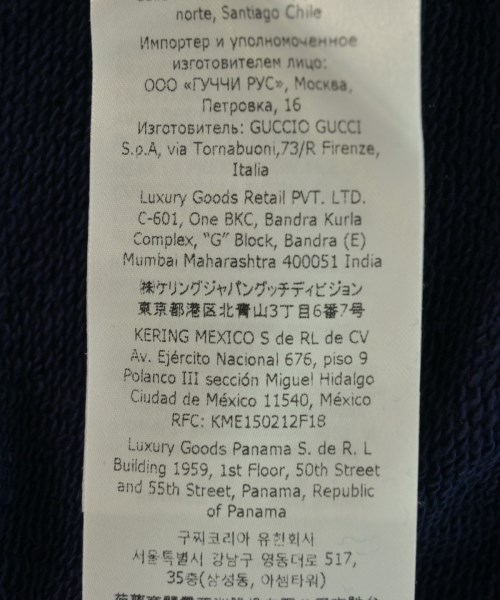 norte, Santiago Chile
Импортер и уполномоченное
изготовителем лицо:
ООО «ГУЧЧИ РУС», Москва,
Петровка, 16
Изготовитель: GUCCIO GUCCI
S.p.A, via Tornabuoni,73/R Firenze,
Italia
Luxury Goods Retail PVT. LTD.
C-601, One BKC, Bandra Kurla
Complex, "G" Block, Bandra (E)
Mumbai Maharashtra 400051 India
㈱ケリングジャパングッチディビジョン
東京都港区北青山3丁目6番7号
KERING MEXICO S de RL de CV
Av. Ejército Nacional 676, piso 9
Polanco III sección Miguel Hidalgo
Ciudad de México 11540, México
RFC: KME150212F18
Luxury Goods Panama S. de R. L
Building 1959, 1st Floor, 50th Street
and 55th Street, Panama, Republic
of Panama
구찌코리아 유한회사
서울특별시 강남구 영동대로 517,
35층(삼성동, 아셈타워)